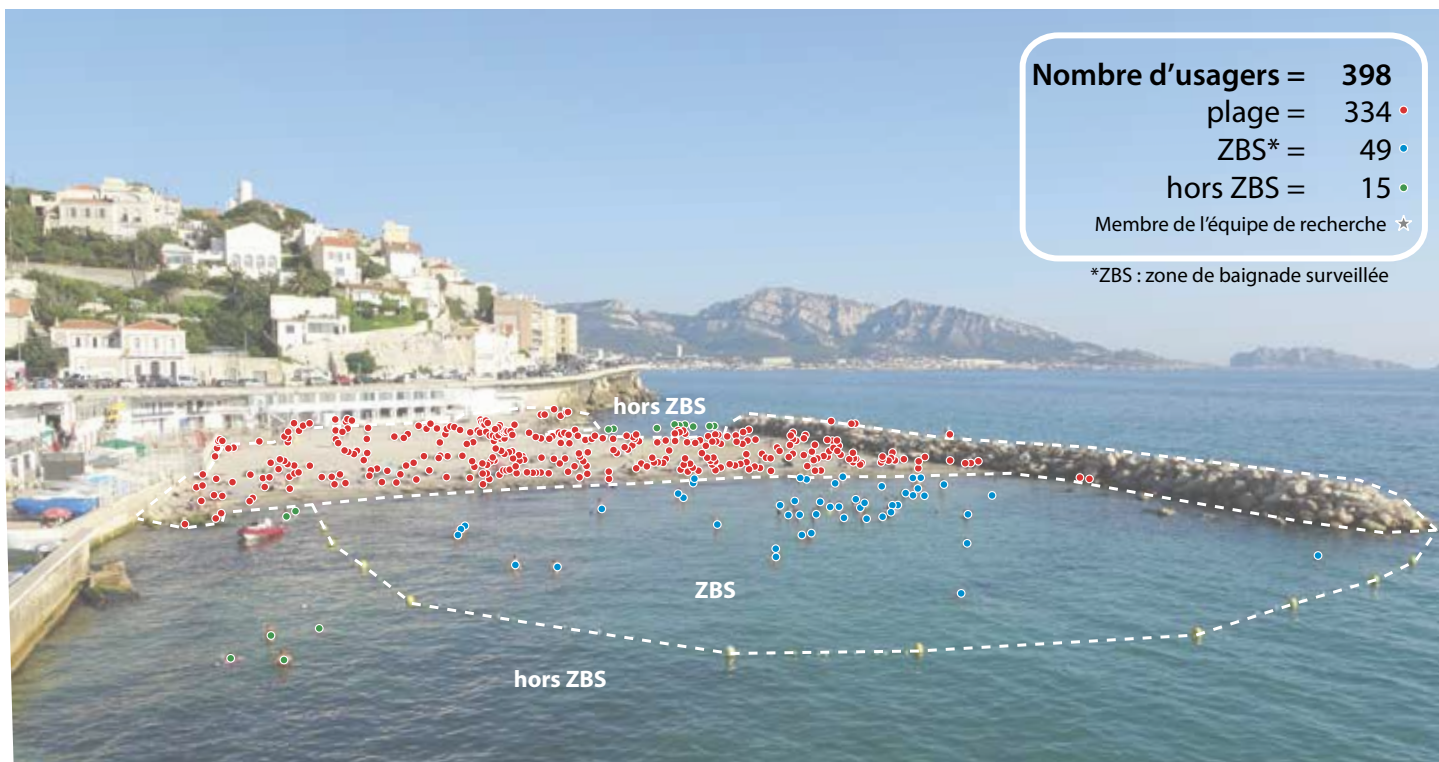 Nombre d’usagers = 398
plage = 334
ZBS* = 49
hors ZBS = 15
Membre de l’équipe de recherche
*ZBS : zone de baignade surveillée
hors ZBS
ZBS
hors ZBS